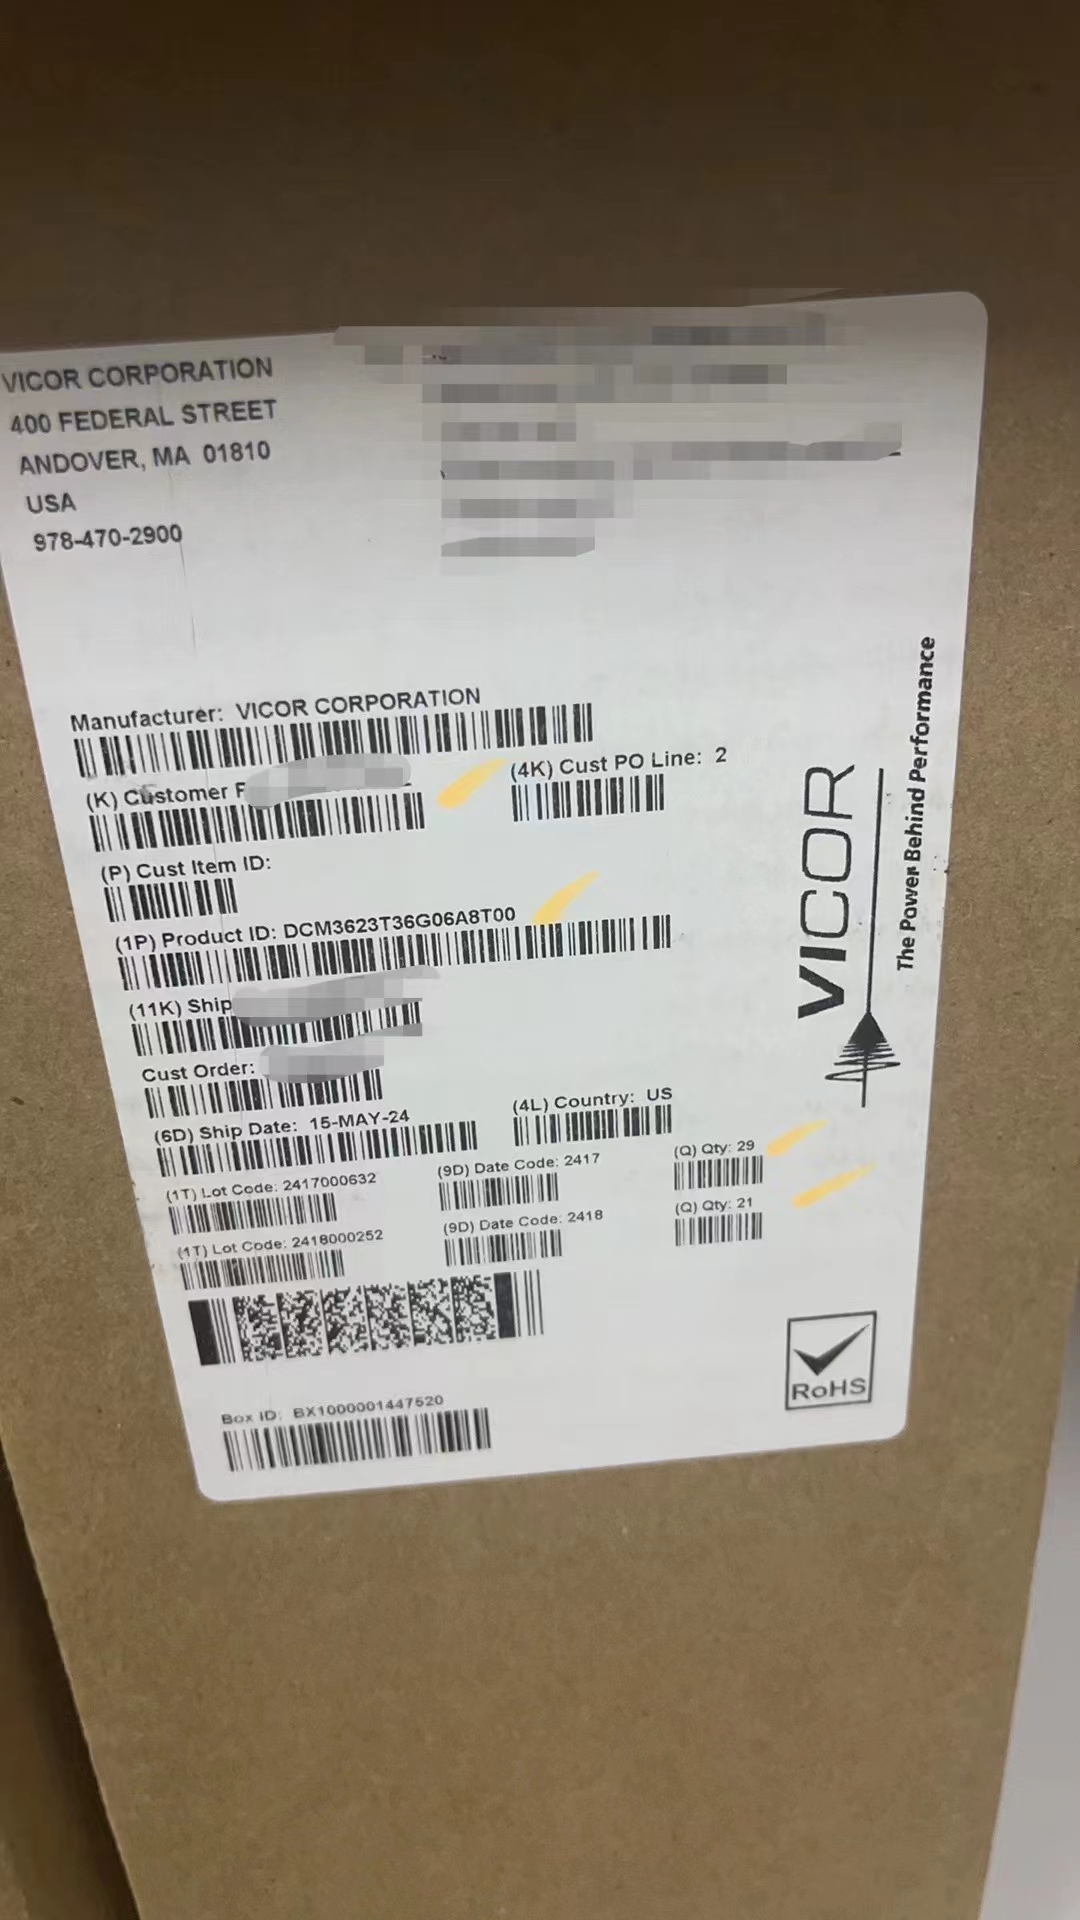 VICOR CORPORATION
400 FEDERAL STREET
ANDOVER, MA 01810
USA
978-470-2900
Manufacturer: VICOR CORPORATION
(K) Customer
(4K) Cust PO Line: 2
(P) Cust Item ID:
(1P) Product ID: DCM3623T36G06A8T00
(11K) Ship
Cust Order:
(6D) Ship Date: 15-MAY-24
(4L) Country: US
(1T) Lot Code: 2417000632
(9D) Date Code: 2417
(Q) Qty: 29
(1T) Lot Code: 2418000252
(9D) Date Code: 2418
(Q) Qty: 21
Box ID: BX1000001447520
VICOR
The Power Behind Performance
RoHS